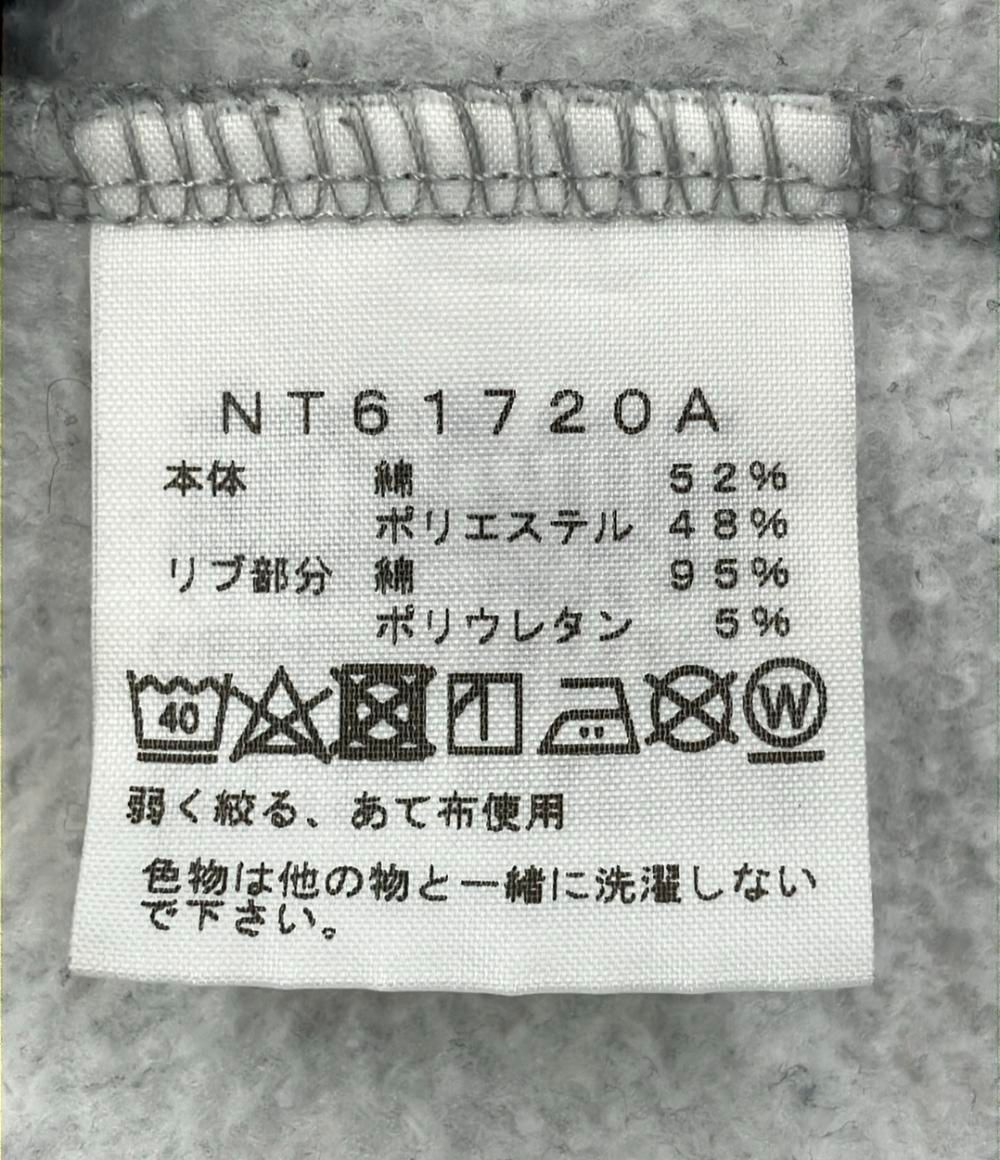 NT61720A
本体 綿 52%
ポリエステル 48%
リブ部分 綿 95%
ポリウレタン 5%
40 W
弱く絞る、あて布使用
色物は他の物と一緒に洗濯しない
で下さい。